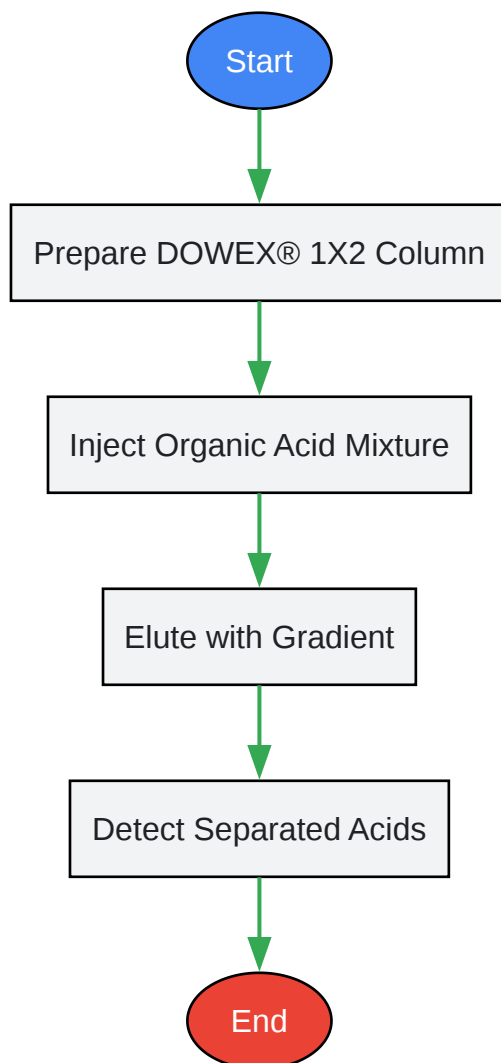 Start
Prepare DOWEX® 1X2 Column
Inject Organic Acid Mixture
Elute with Gradient
Detect Separated Acids
End